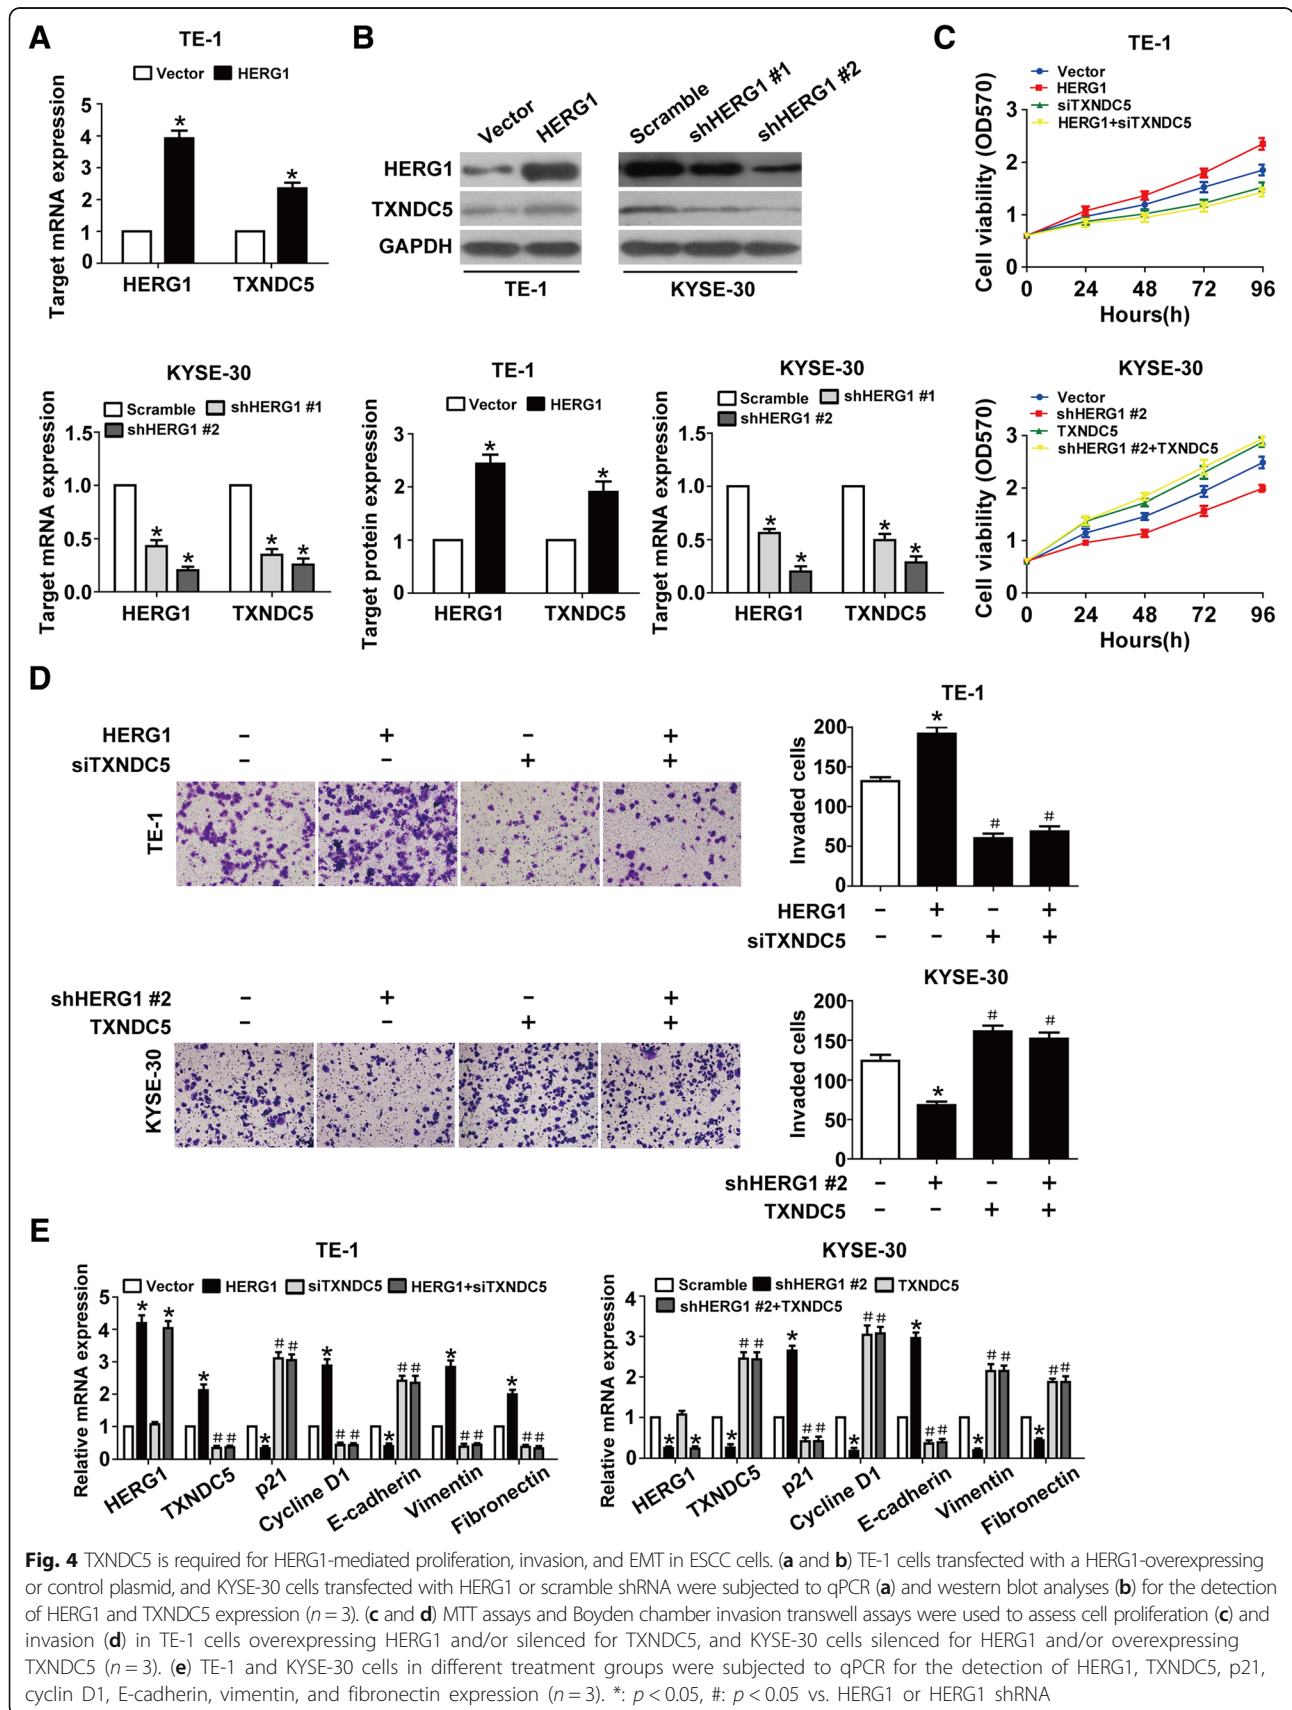 A
TE-1
Vector HERG1
Target mRNA expression
5
4
3
2
1
0
* *
HERG1 TXNDC5
KYSE-30
Scramble shHERG1 #1
shHERG1 #2
Target mRNA expression
1.5
1.0
0.5
0.0
* * * *
HERG1 TXNDC5
B
Vector HERG1 Scramble shHERG1 #1 shHERG1 #2
HERG1
TXNDC5
GAPDH
TE-1 KYSE-30
TE-1
Vector HERG1
Target protein expression
3
2
1
0
* *
HERG1 TXNDC5
KYSE-30
Scramble shHERG1 #1
shHERG1 #2
Target mRNA expression
1.5
1.0
0.5
0.0
* * * *
HERG1 TXNDC5
C
TE-1
Vector
HERG1
siTXNDC5
HERG1+siTXNDC5
Cell viability (OD570)
3
2
1
0
0 24 48 72 96
Hours(h)
KYSE-30
Vector
shHERG1 #2
TXNDC5
shHERG1 #2+TXNDC5
Cell viability (OD570)
3
2
1
0
0 24 48 72 96
Hours(h)
D
HERG1 – + – +
siTXNDC5 – – + +
TE-1
TE-1
Invaded cells
200
150
100
50
0
* # #
HERG1 – + – +
siTXNDC5 – – + +
shHERG1 #2 – + – +
TXNDC5 – – + +
KYSE-30
KYSE-30
Invaded cells
200
150
100
50
0
* # #
shHERG1 #2 – + – +
TXNDC5 – – + +
E
TE-1
Vector HERG1 siTXNDC5 HERG1+siTXNDC5
Relative mRNA expression
5
4
3
2
1
0
* * * # # * # # * # # * # # * # # * # #
HERG1 TXNDC5 p21 Cycline D1 E-cadherin Vimentin Fibronectin
KYSE-30
Scramble shHERG1 #2 TXNDC5
shHERG1 #2+TXNDC5
Relative mRNA expression
4
3
2
1
0
* * * # # * # # * # # * # # * # # * # #
HERG1 TXNDC5 p21 Cycline D1 E-cadherin Vimentin Fibronectin
Fig. 4 TXNDC5 is required for HERG1-mediated proliferation, invasion, and EMT in ESCC cells. (a and b) TE-1 cells transfected with a HERG1-overexpressing
or control plasmid, and KYSE-30 cells transfected with HERG1 or scramble shRNA were subjected to qPCR (a) and western blot analyses (b) for the detection
of HERG1 and TXNDC5 expression (n = 3). (c and d) MTT assays and Boyden chamber invasion transwell assays were used to assess cell proliferation (c) and
invasion (d) in TE-1 cells overexpressing HERG1 and/or silenced for TXNDC5, and KYSE-30 cells silenced for HERG1 and/or overexpressing
TXNDC5 (n = 3). (e) TE-1 and KYSE-30 cells in different treatment groups were subjected to qPCR for the detection of HERG1, TXNDC5, p21,
cyclin D1, E-cadherin, vimentin, and fibronectin expression (n = 3). *: p < 0.05, #: p < 0.05 vs. HERG1 or HERG1 shRNA